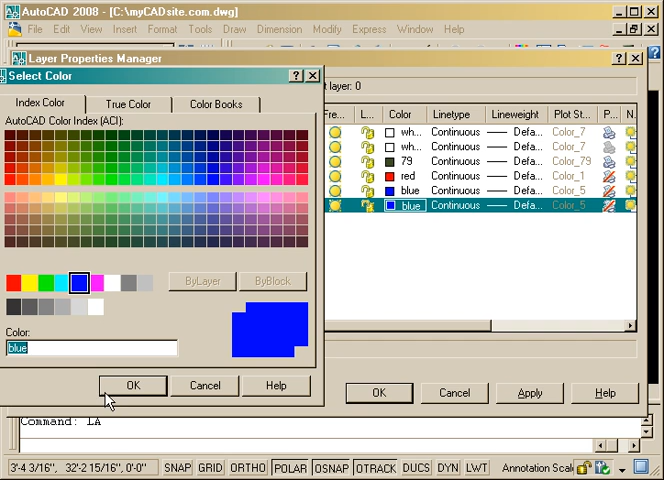 AutoCAD 2008 - [C:\myCADsite.com.dwg]
File Edit View Insert Format Tools Draw Dimension Modify Express Window Help
Layer Properties Manager
Select Color
t layer: 0
Index Color True Color Color Books
AutoCAD Color Index (ACI):
Fre... L... Color Linetype Lineweight Plot St... P... N.
wh... Continuous Defa... Color_7
wh... Continuous Defa... Color_7
79 Continuous Defa... Color_79
red Continuous Defa... Color_1
blue Continuous Defa... Color_5
blue Continuous Defa... Color_5
ByLayer ByBlock
Color:
blue
OK Cancel Help
OK Cancel Apply Help
Command: LA
3'-4 3/16", 32'-2 15/16", 0'-0" SNAP GRID ORTHO POLAR OSNAP OTRACK DUCS DYN LWT Annotation Scal